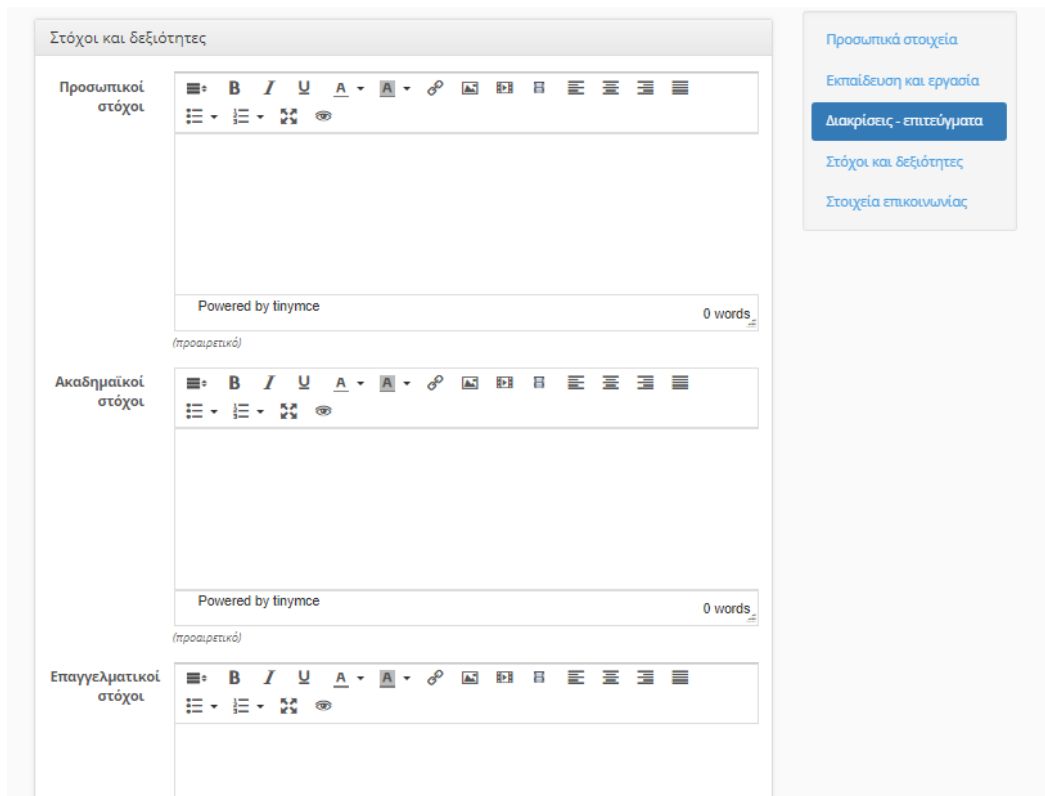 Στόχοι και δεξιότητες
Προσωπικοί
στόχοι
Powered by tinymce
0 words
(προαιρετικό)
Ακαδημαϊκοί
στόχοι
Powered by tinymce
0 words
(προαιρετικό)
Επαγγελματικοί
στόχοι
Προσωπικά στοιχεία
Εκπαίδευση και εργασία
Διακρίσεις - επιτεύγματα
Στόχοι και δεξιότητες
Στοιχεία επικοινωνίας